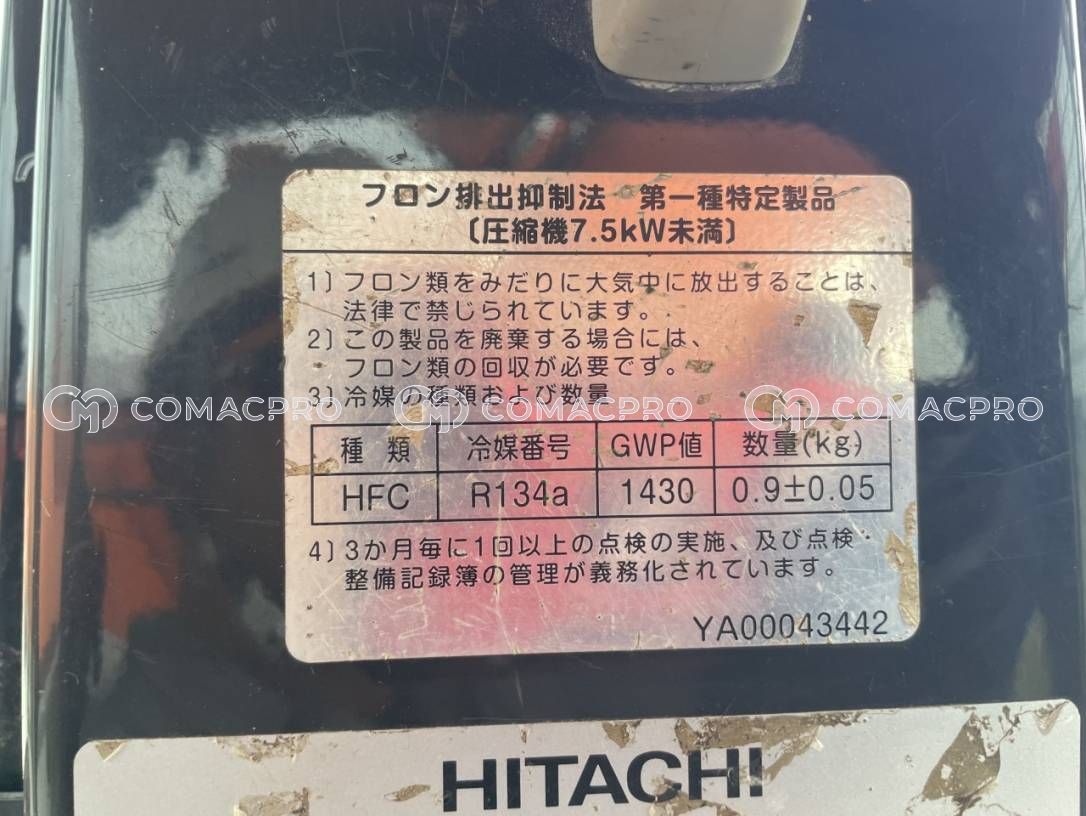 フロン排出抑制法　第一種特定製品
〔圧縮機7.5kW未満〕
1）フロン類をみだりに大気中に放出することは、
法律で禁じられています。
2）この製品を廃棄する場合には、
フロン類の回収が必要です。
3）冷媒の種類および数量
COMACPRO COMACPRO COMACPRO
種 類 冷媒番号 GWP値 数量(kg)
HFC R134a 1430 0.9±0.05
4）3か月毎に1回以上の点検の実施、及び点検・
整備記録簿の管理が義務化されています。
YA00043442
HITACHI